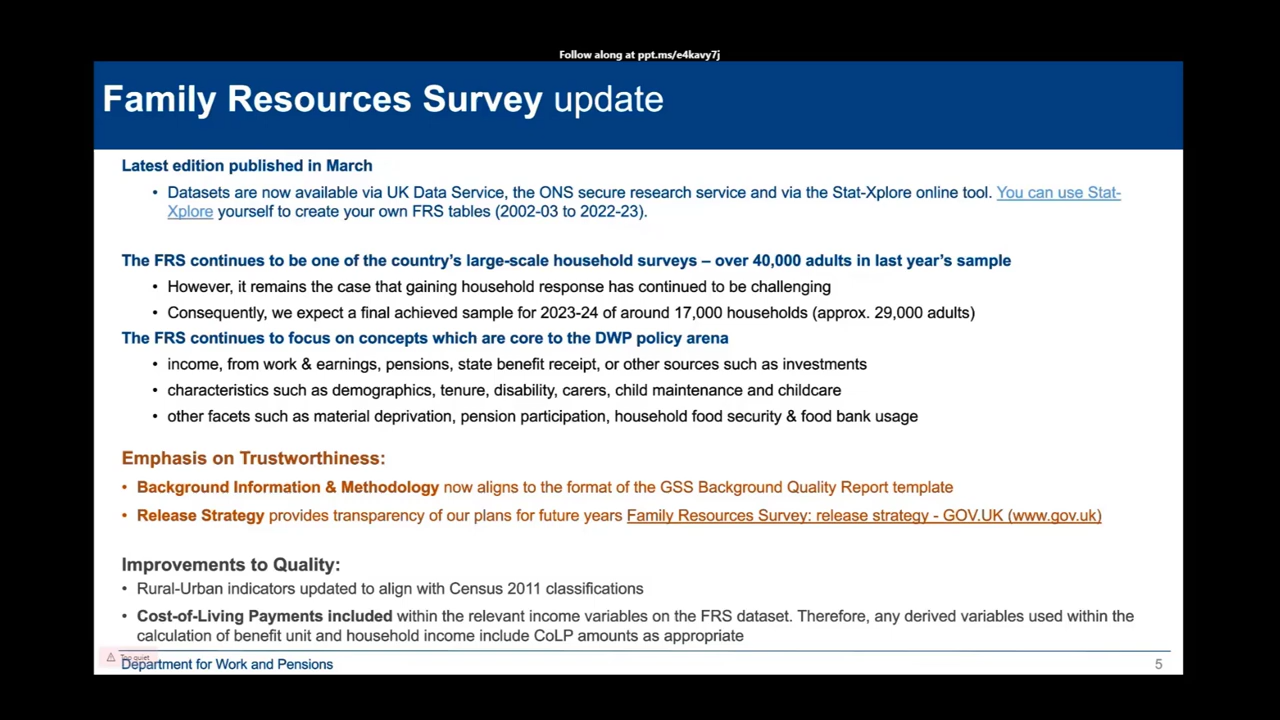 Follow along at ppt.ms/e4kavy7j
Family Resources Survey update
Latest edition published in March
• Datasets are now available via UK Data Service, the ONS secure research service and via the Stat-Xplore online tool. You can use Stat-
Xplore yourself to create your own FRS tables (2002-03 to 2022-23).
The FRS continues to be one of the country's large-scale household surveys – over 40,000 adults in last year's sample
• However, it remains the case that gaining household response has continued to be challenging
• Consequently, we expect a final achieved sample for 2023-24 of around 17,000 households (approx. 29,000 adults)
The FRS continues to focus on concepts which are core to the DWP policy arena
• income, from work & earnings, pensions, state benefit receipt, or other sources such as investments
• characteristics such as demographics, tenure, disability, carers, child maintenance and childcare
• other facets such as material deprivation, pension participation, household food security & food bank usage
Emphasis on Trustworthiness:
• Background Information & Methodology now aligns to the format of the GSS Background Quality Report template
• Release Strategy provides transparency of our plans for future years Family Resources Survey: release strategy - GOV.UK (www.gov.uk)
Improvements to Quality:
• Rural-Urban indicators updated to align with Census 2011 classifications
• Cost-of-Living Payments included within the relevant income variables on the FRS dataset. Therefore, any derived variables used within the
calculation of benefit unit and household income include CoLP amounts as appropriate
Too quiet
Department for Work and Pensions
5